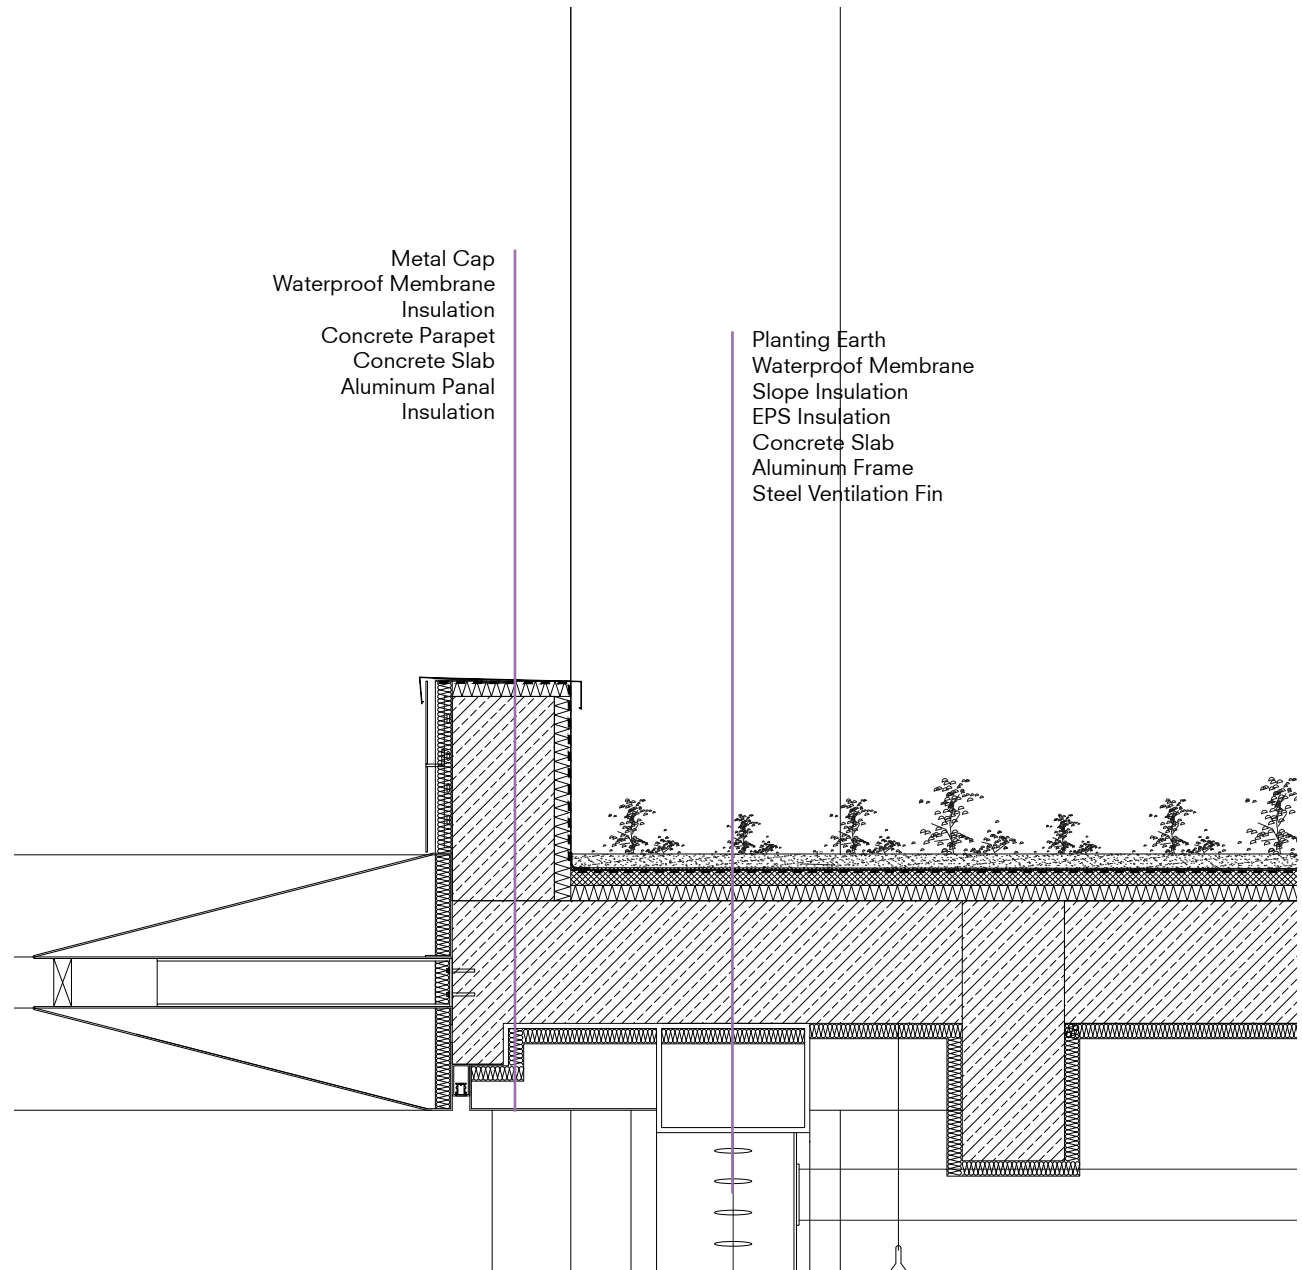 Metal Cap
Waterproof Membrane
Insulation
Concrete Parapet
Concrete Slab
Aluminum Panal
Insulation
Planting Earth
Waterproof Membrane
Slope Insulation
EPS Insulation
Concrete Slab
Aluminum Frame
Steel Ventilation Fin